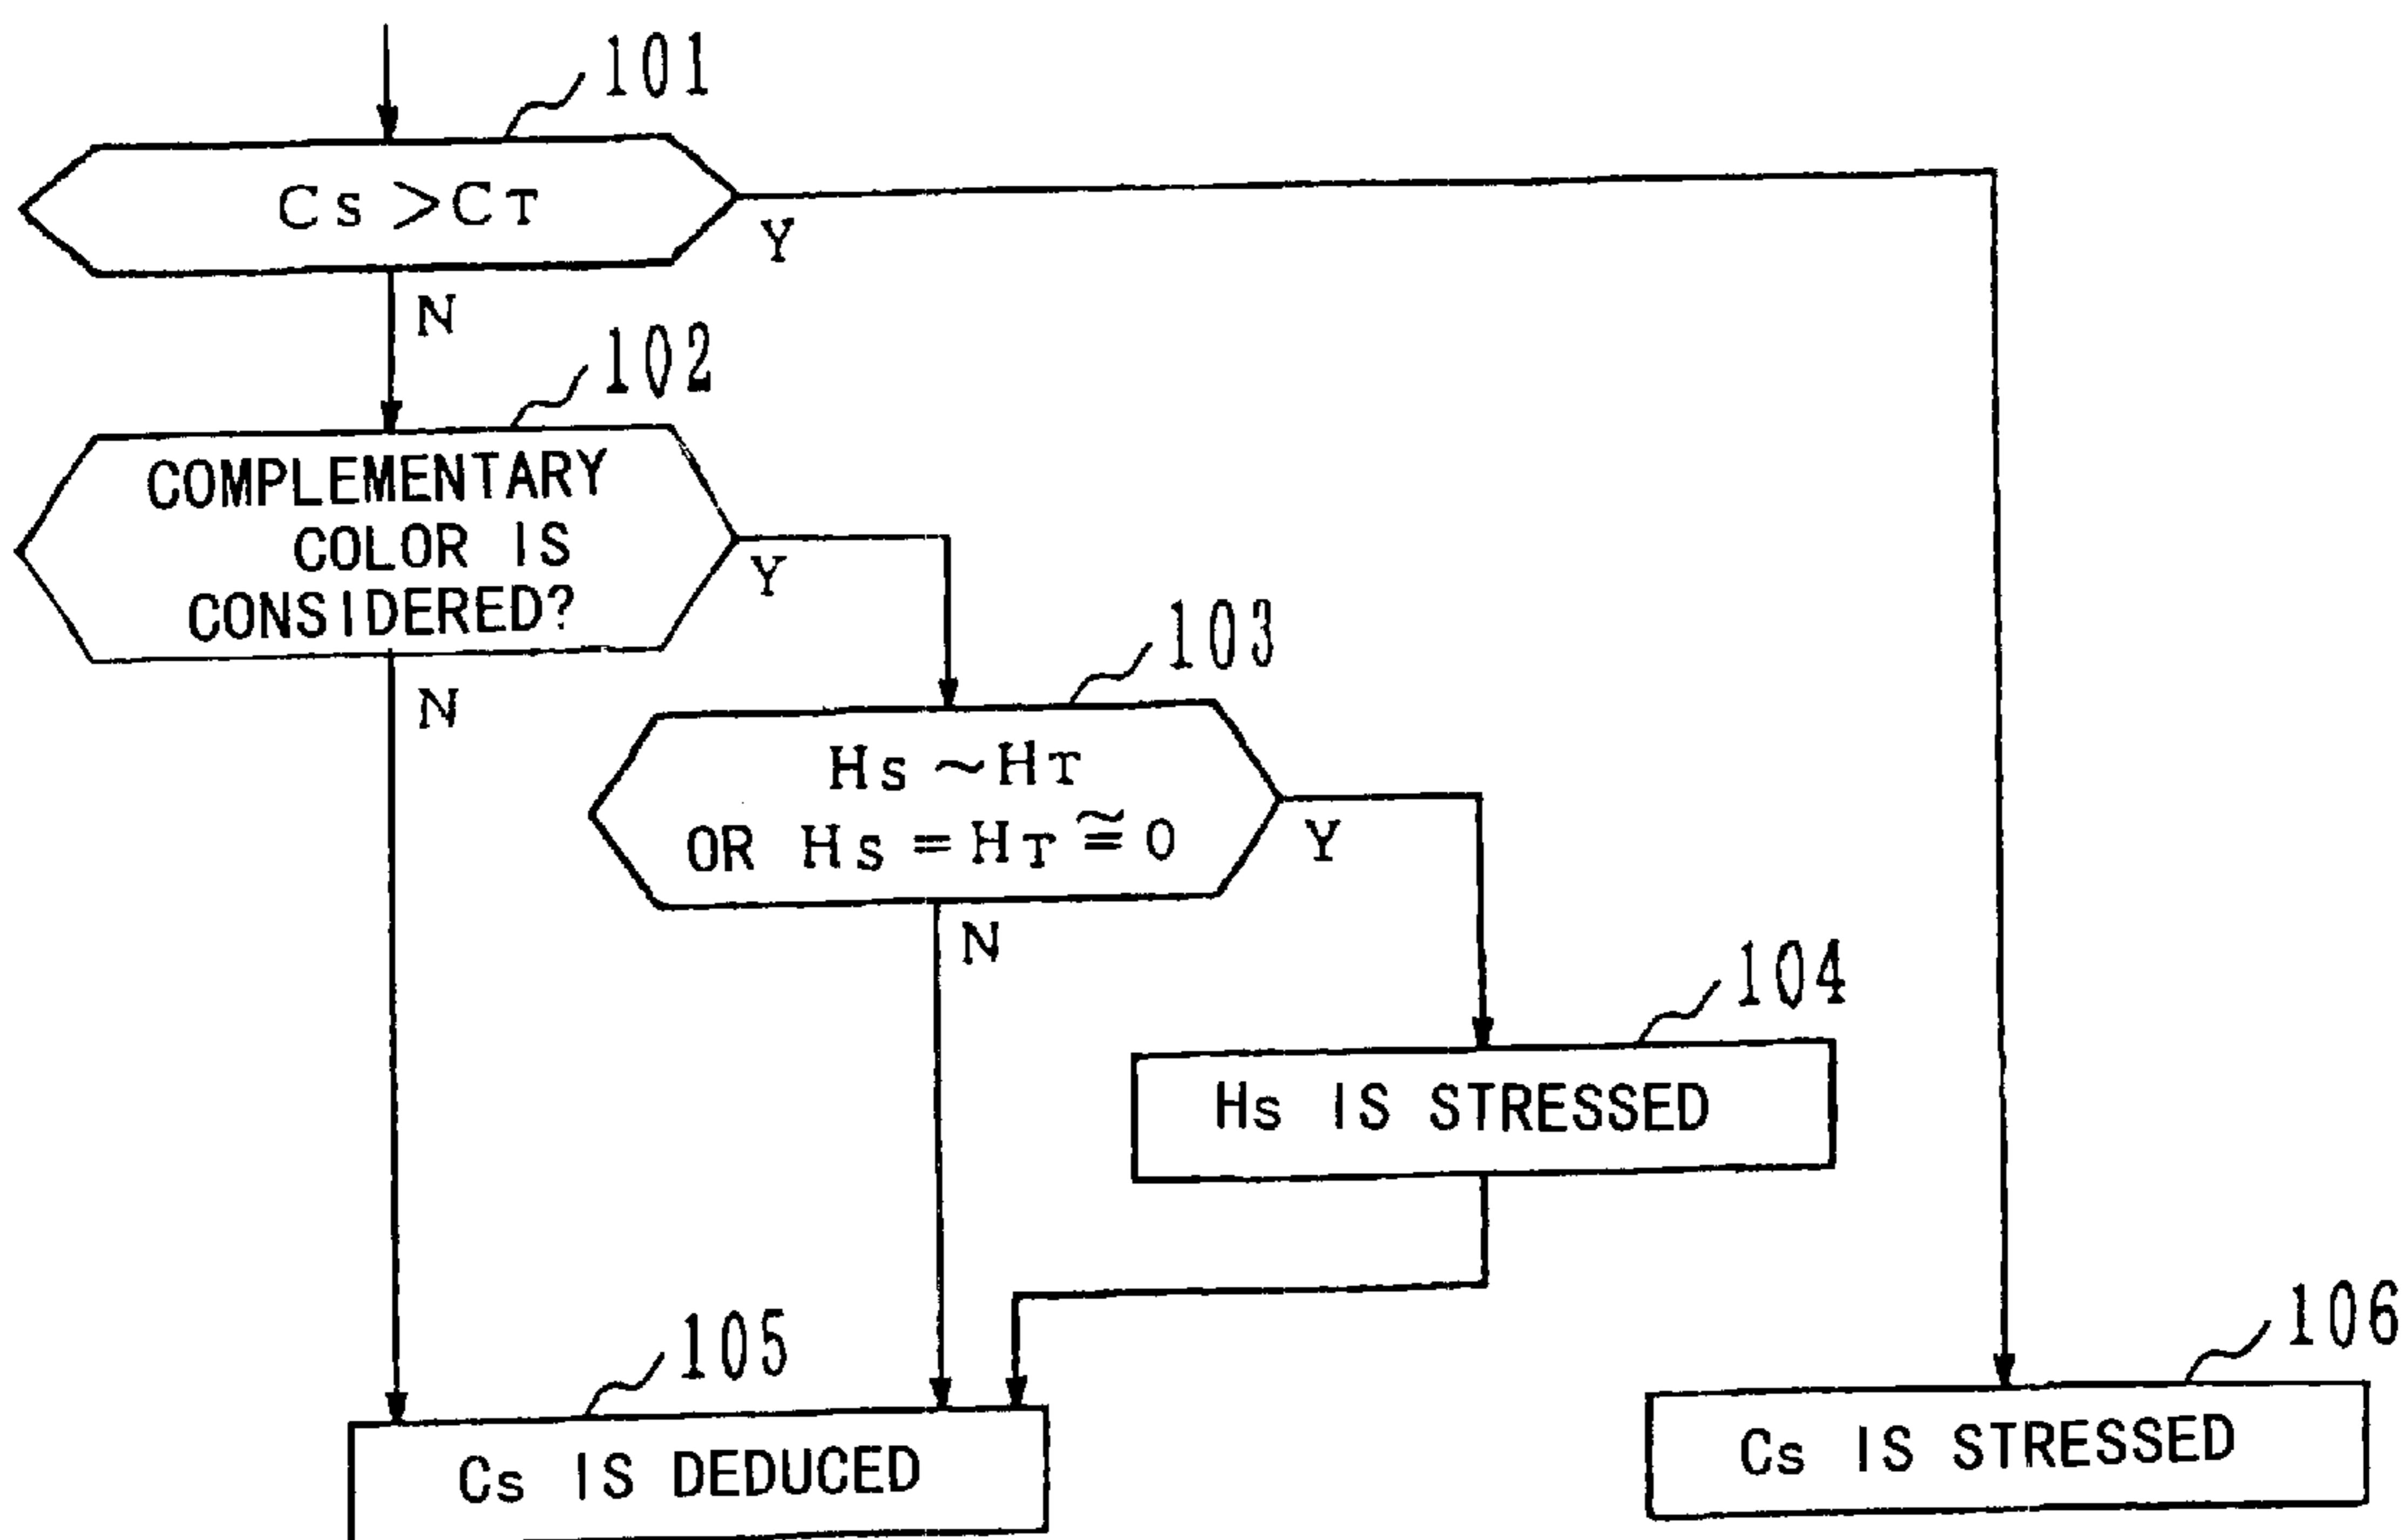 101
Cs >CT
Y
N
102
COMPLEMENTARY
COLOR IS
CONSIDERED?
Y
N
103
Hs ~HT
OR Hs = HT ≅ 0
Y
N
104
Hs IS STRESSED
105
Cs IS DEDUCED
106
Cs IS STRESSED